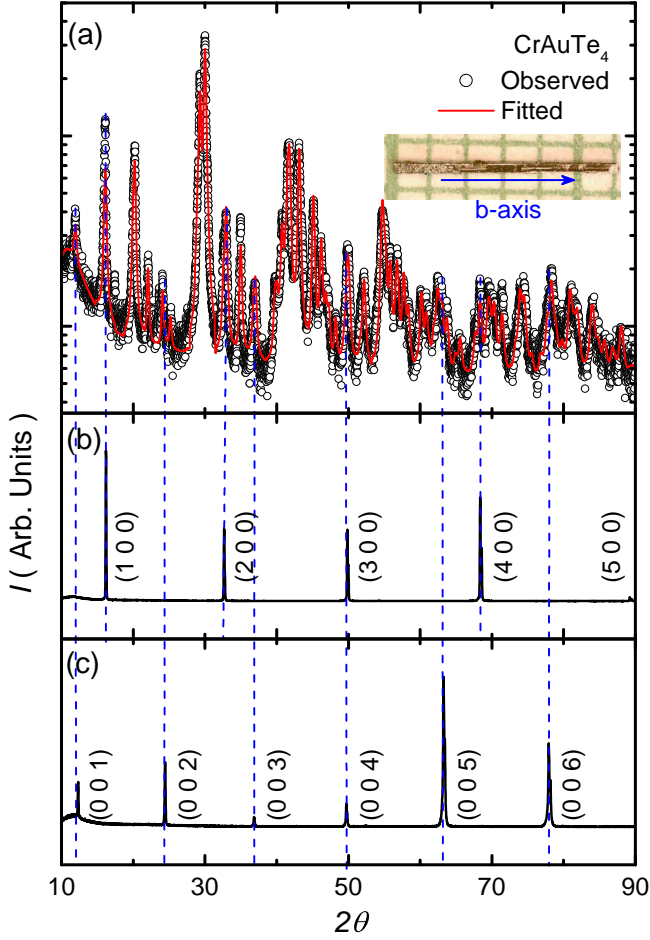 (a)
CrAuTe₄
Observed
Fitted
b-axis
(b)
(1 0 0)
(2 0 0)
(3 0 0)
(4 0 0)
(5 0 0)
(c)
(0 0 1)
(0 0 2)
(0 0 3)
(0 0 4)
(0 0 5)
(0 0 6)
I ( Arb. Units)
10 30 50 70 90
2θ